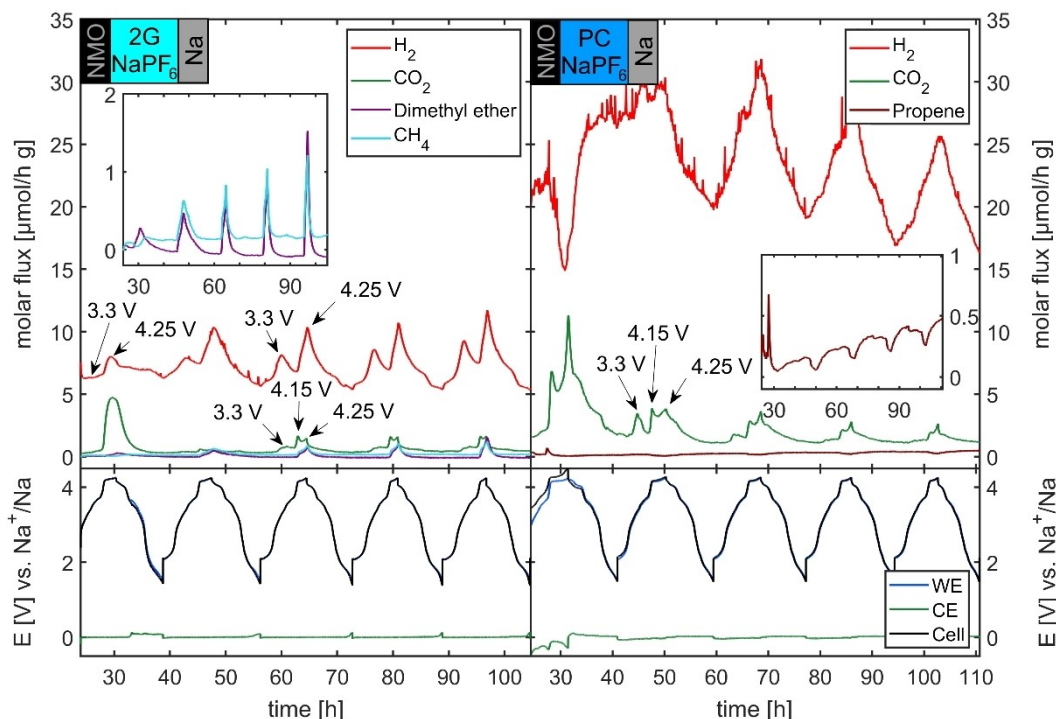 NMO
2G
NaPF6
Na
H2
CO2
Dimethyl ether
CH4
35
30
25
20
15
10
5
0
molar flux [µmol/h g]
2
1
0
30 60 90
3.3 V
4.25 V
3.3 V
4.25 V
3.3 V
4.15 V
4.25 V
NMO
PC
NaPF6
Na
H2
CO2
Propene
35
30
25
20
15
10
5
0
molar flux [µmol/h g]
1
0.5
0
30 60 90
3.3 V
4.15 V
4.25 V
4
2
0
E [V] vs. Na+/Na
30 40 50 60 70 80 90 100
time [h]
WE
CE
Cell
4
2
0
E [V] vs. Na+/Na
30 40 50 60 70 80 90 100 110
time [h]